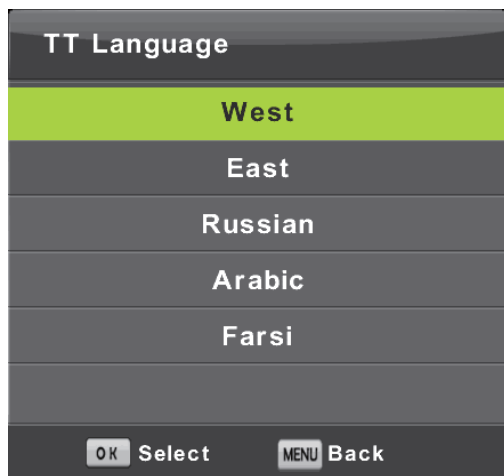 TT Language
West
East
Russian
Arabic
Farsi
OK Select MENU Back